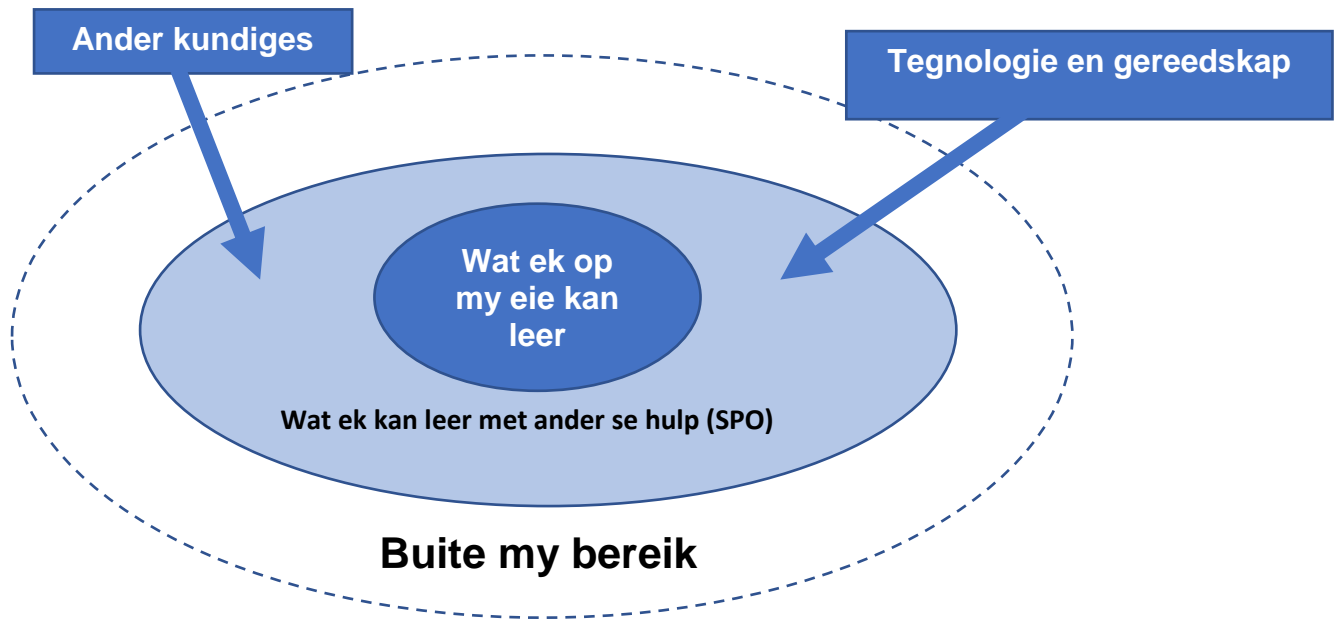 Ander kundiges
Tegnologie en gereedskap
Wat ek op
my eie kan
leer
Wat ek kan leer met ander se hulp (SPO)
Buite my bereik